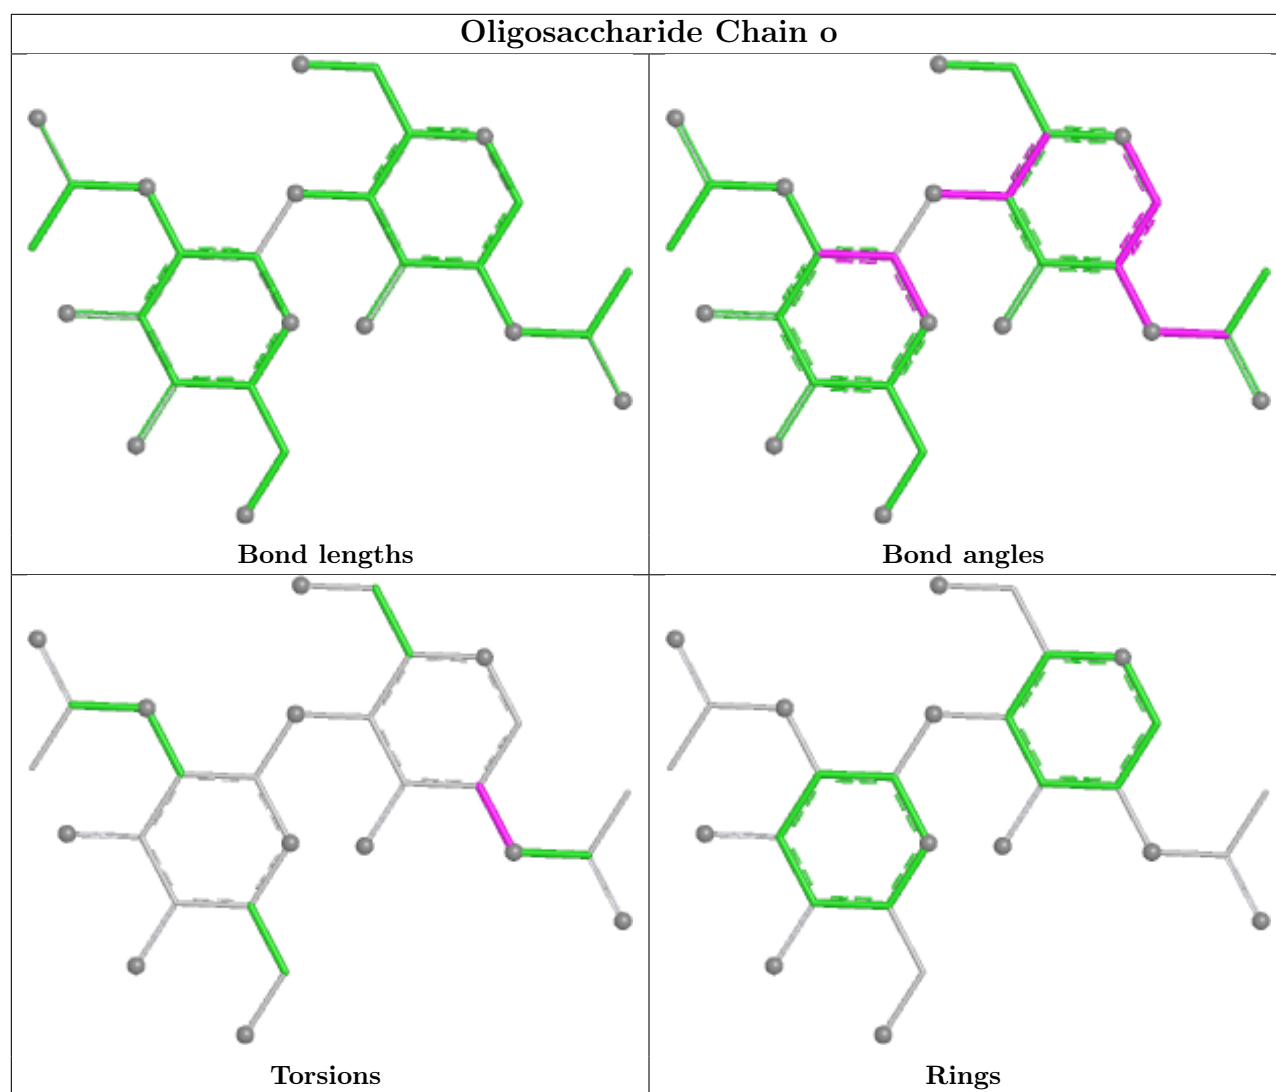 Oligosaccharide Chain o
Bond lengths
Bond angles
Torsions
Rings